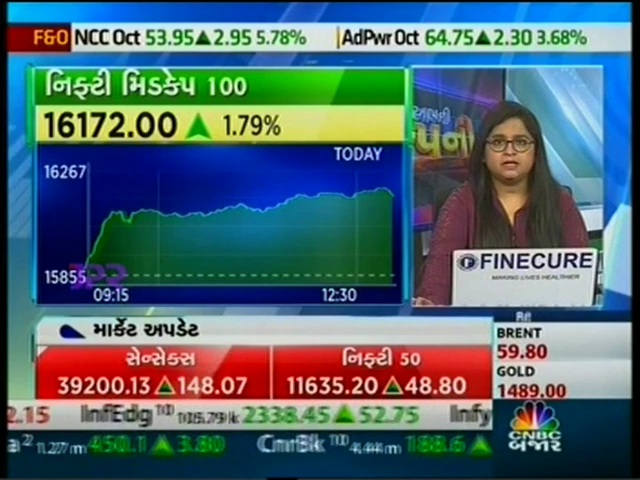 F&O NCC Oct 53.95 ▲ 2.95 5.78% AdPwr Oct 64.75 ▲ 2.30 3.68%
નિફ્ટી મિડકેપ 100
16172.00 ▲ 1.79%
TODAY
16267
15855
09:15 12:30
FINECURE
MAKING LIVES HEALTHIER
માર્કેટ અપડેટ
સેન્સેક્સ નિફ્ટી 50
39200.13 ▲ 148.07 11635.20 ▲ 48.80
BRENT
59.80
GOLD
1489.00
2.15 InfEdg 2338.45 ▲ 52.75 Infy
450.1 ▲ 3.80 188.6 ▲
CNBC
બજાર